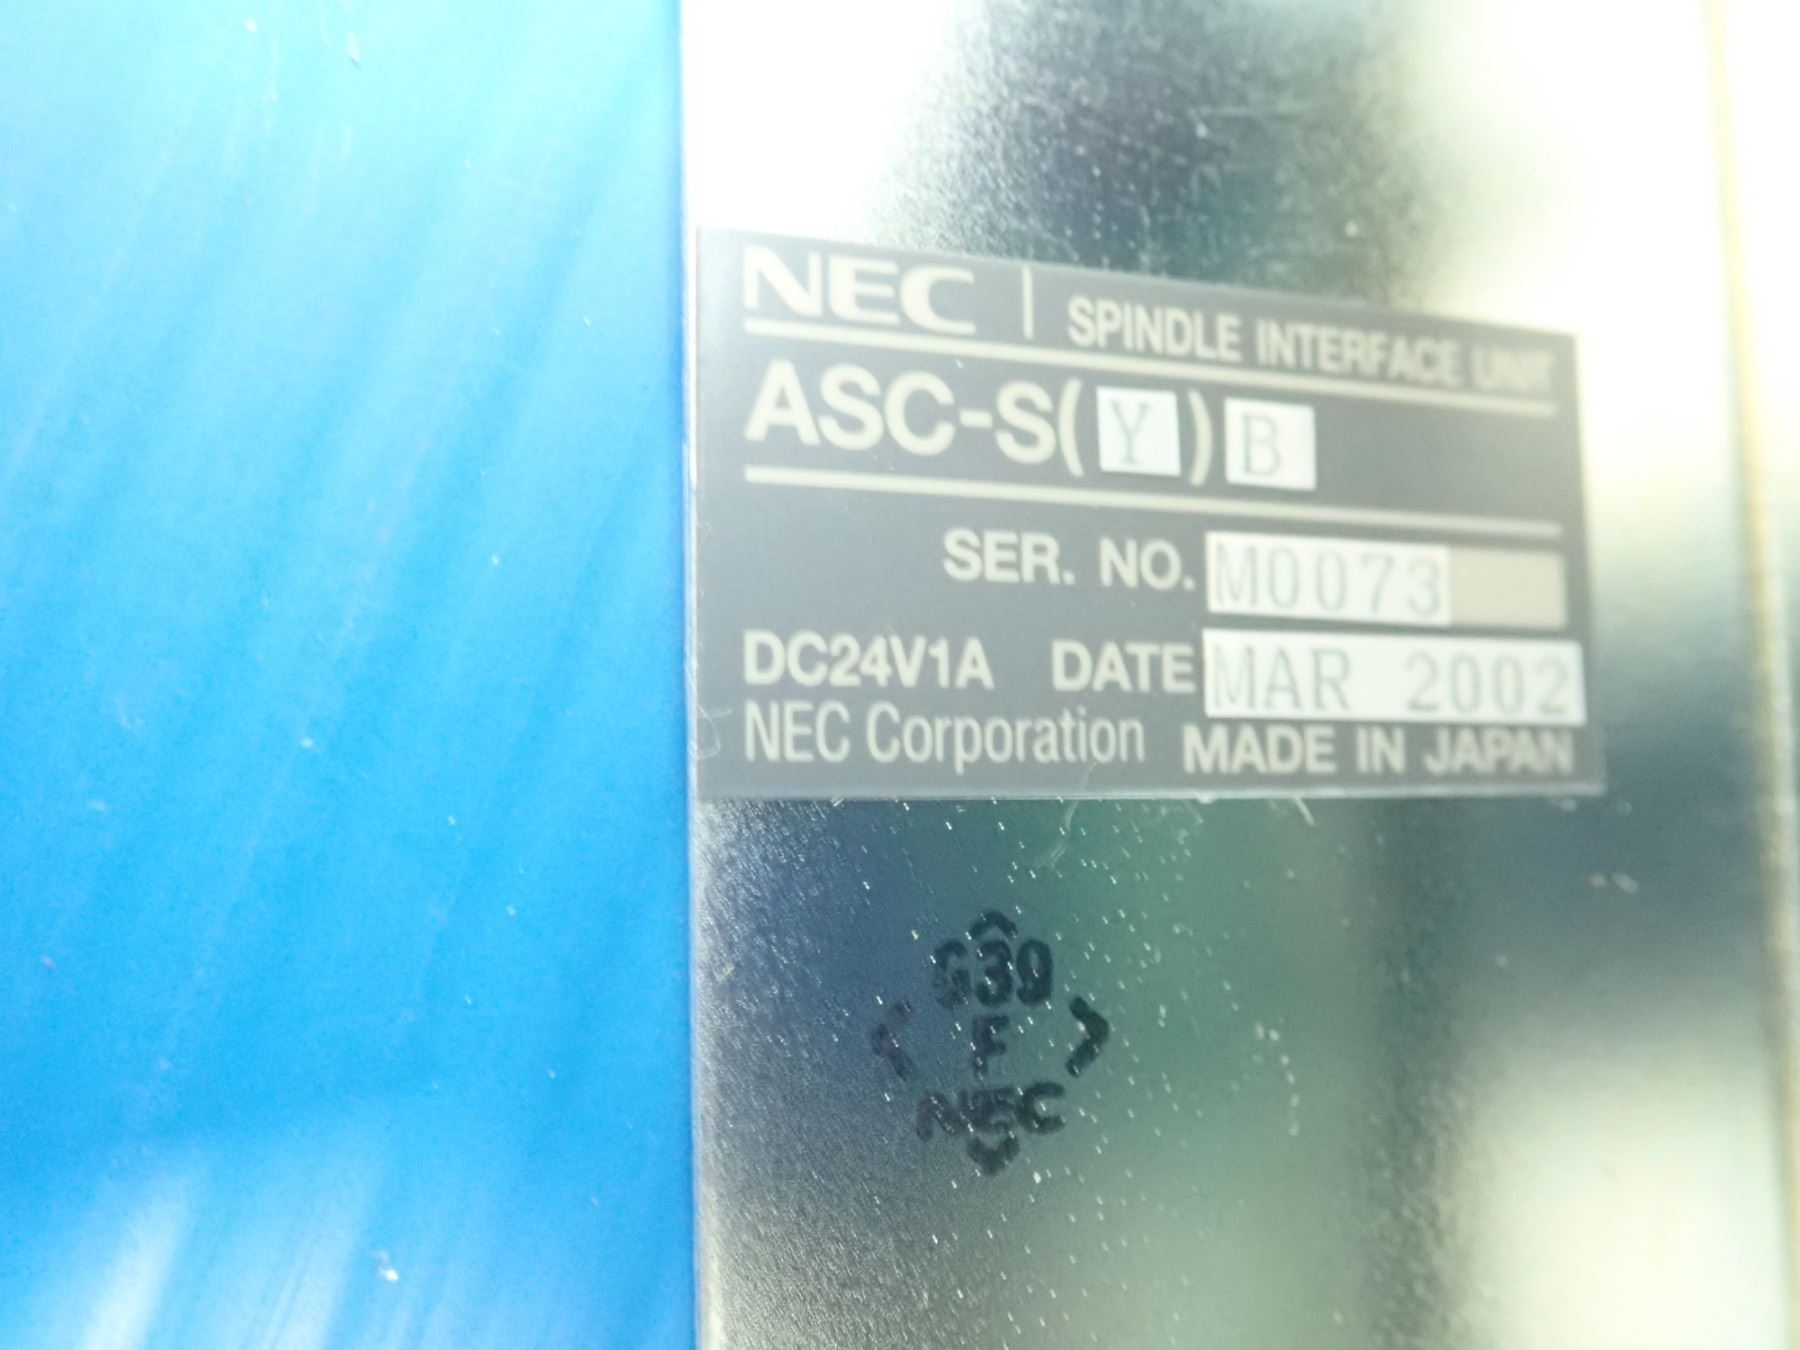 NEC | SPINDLE INTERFACE UNIT
ASC-S(Y)B
SER. NO. M0073
DC24V1A DATE MAR 2002
NEC Corporation MADE IN JAPAN
G39
F
NEC